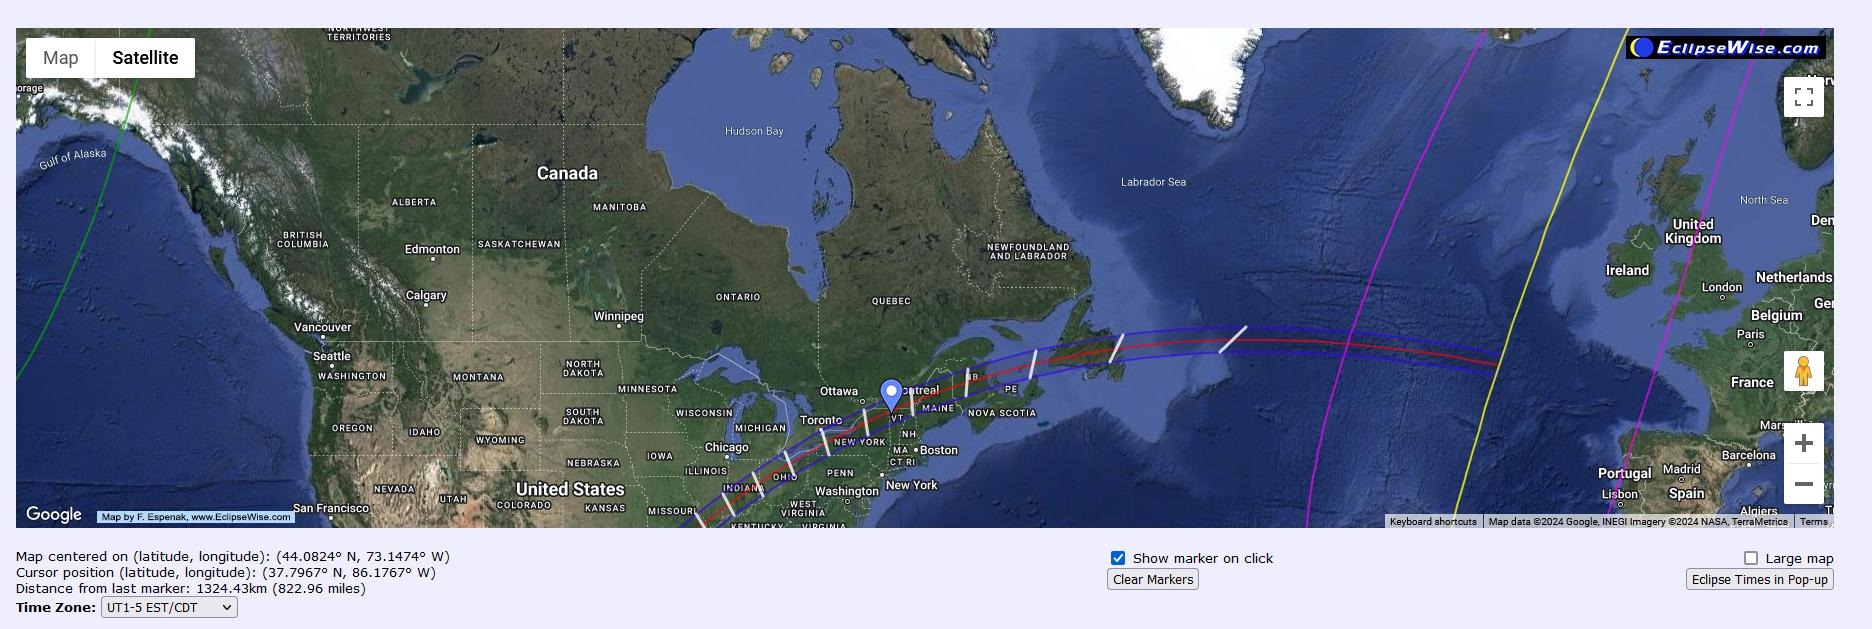 NORTHWEST
TERRITORIES
EclipseWise.com
Map
Satellite
orage
Gulf of Alaska
Hudson Bay
Canada
Labrador Sea
ALBERTA
MANITOBA
North Sea
BRITISH
COLUMBIA
Edmonton
SASKATCHEWAN
NEWFOUNDLAND
AND LABRADOR
United
Kingdom
Den
Ireland
Netherlands
London
Calgary
ONTARIO
QUEBEC
Ger
Belgium
Winnipeg
Vancouver
Paris
Seattle
WASHINGTON
MONTANA
NORTH
DAKOTA
MINNESOTA
NB
PE
France
Ottawa
ontreal
MAINE
NOVA SCOTIA
OREGON
IDAHO
SOUTH
DAKOTA
WISCONSIN
MICHIGAN
Toronto
VT
NH
WYOMING
NEW YORK
Chicago
MA
Boston
CT RI
Barcelona
NEBRASKA
IOWA
ILLINOIS
OHIO
PENN
Portugal
Madrid
NEVADA
UTAH
United States
INDIANA
Washington
New York
Lisbon
Spain
COLORADO
KANSAS
MISSOURI
WEST
VIRGINIA
San Francisco
KENTUCKY
VIRGINIA
Algiers
Google
Map by F. Espenak, www.EclipseWise.com
Keyboard shortcuts
Map data ©2024 Google, INEGI Imagery ©2024 NASA, TerraMetrics
Terms
Map centered on (latitude, longitude): (44.0824° N, 73.1474° W)
Show marker on click
Large map
Cursor position (latitude, longitude): (37.7967° N, 86.1767° W)
Clear Markers
Eclipse Times in Pop-up
Distance from last marker: 1324.43km (822.96 miles)
Time Zone: UT1-5 EST/CDT